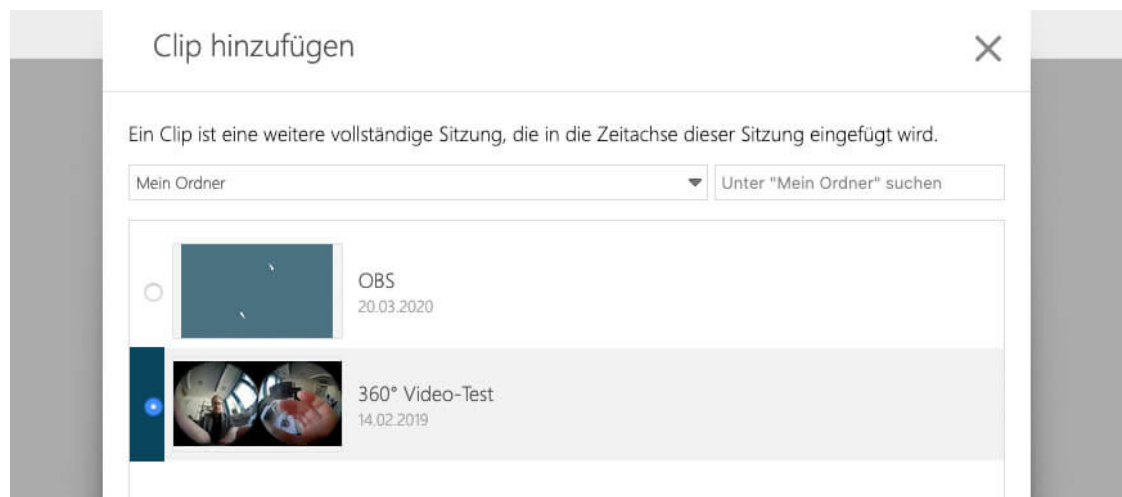 Clip hinzufügen
Ein Clip ist eine weitere vollständige Sitzung, die in die Zeitachse dieser Sitzung eingefügt wird.
Mein Ordner
Unter "Mein Ordner" suchen
OBS
20.03.2020
360° Video-Test
14.02.2019